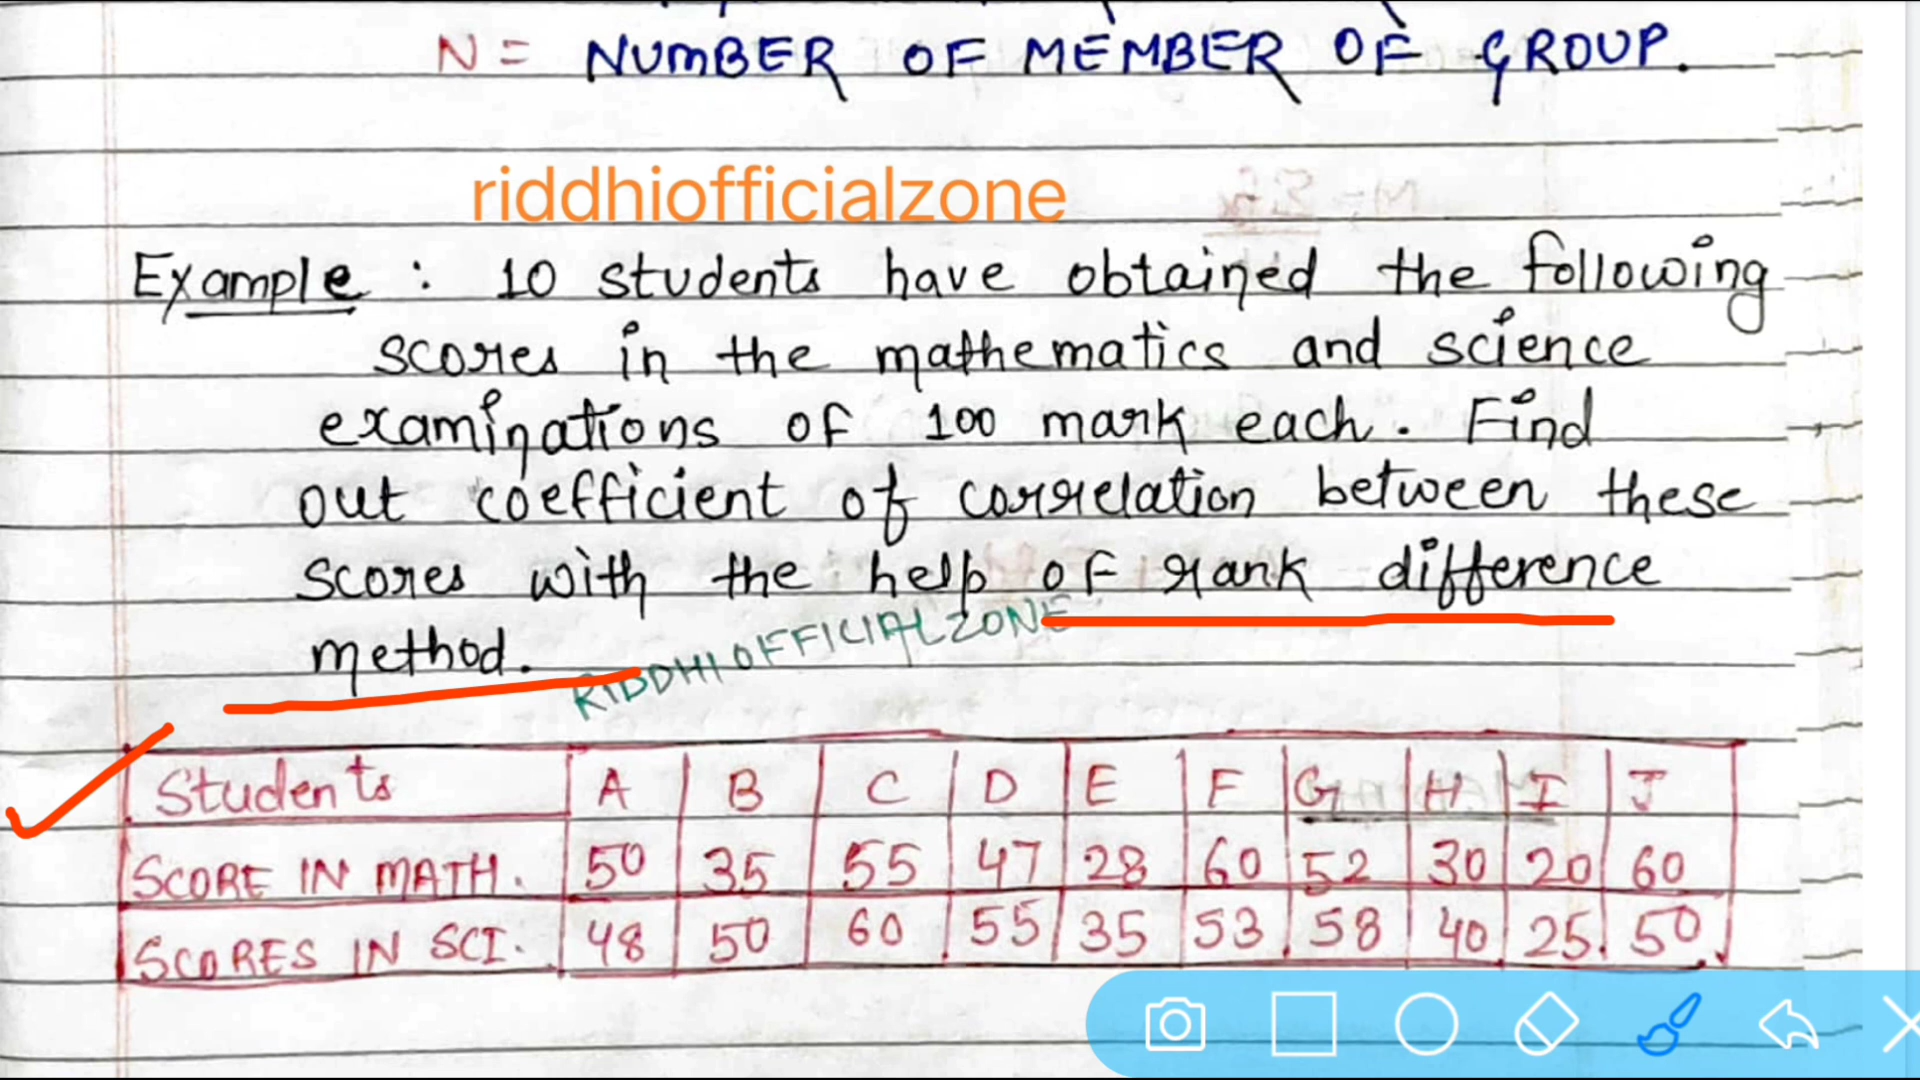 N = NUMBER OF MEMBER OF GROUP.
riddhiofficialzone
Example : 10 students have obtained the following
scores in the mathematics and science
examinations of 100 mark each. Find
out coefficient of correlation between these
scores with the help of rank difference
method.
RIDDHIOFFICIALZONE
Students A B C D E F G H I J
SCORE IN MATH. 50 35 55 47 28 60 52 30 20 60
SCORES IN SCI. 48 50 60 55 35 53 58 40 25 50